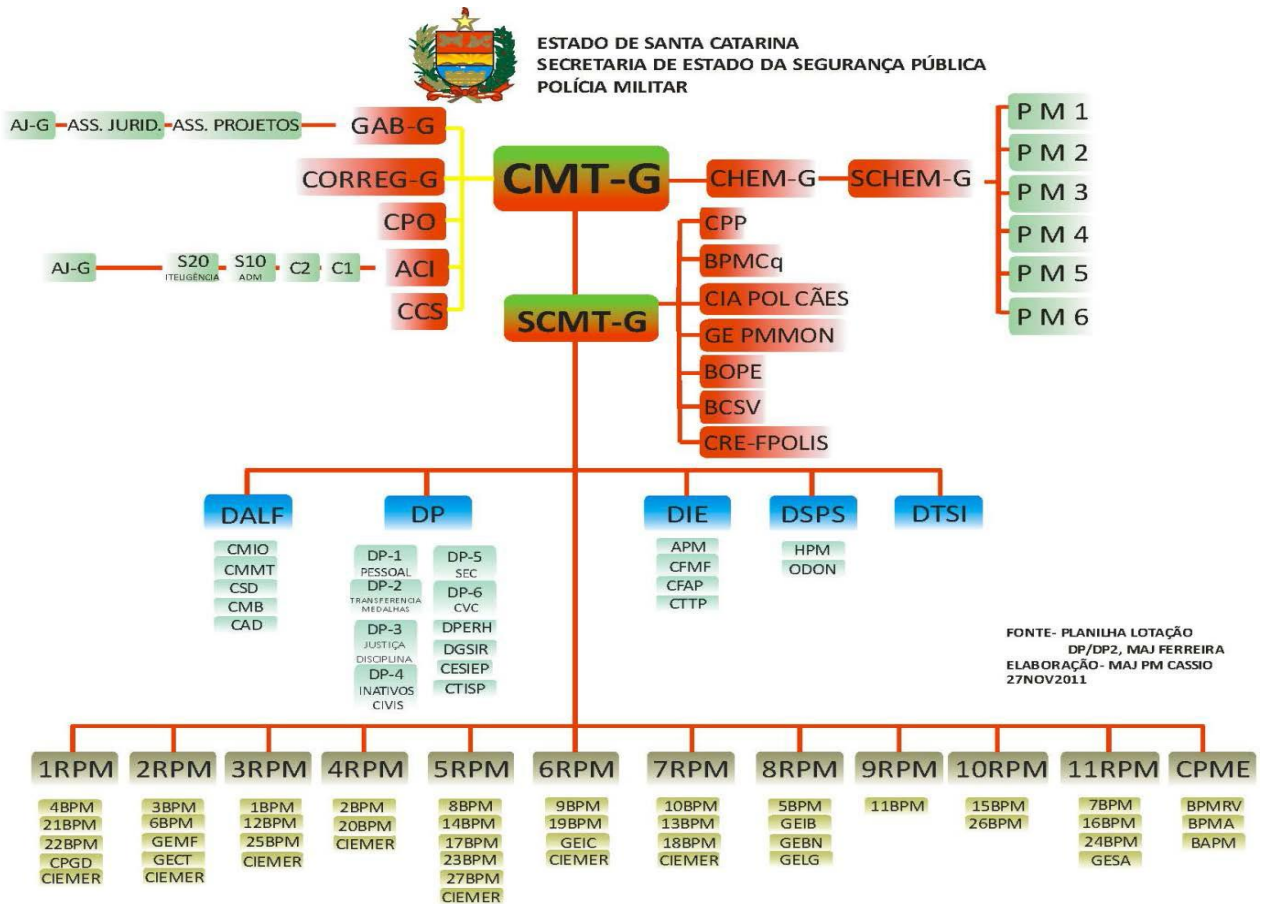 ESTADO DE SANTA CATARINA
SECRETARIA DE ESTADO DA SEGURANÇA PÚBLICA
POLÍCIA MILITAR
AJ-G
ASS. JURID.
ASS. PROJETOS
GAB-G
CORREG-G
CPO
AJ-G
S20
ITELIGÊNCIA
S10
ADM
C2
C1
ACI
CCS
CMT-G
CHEM-G
SCHEM-G
P M 1
P M 2
P M 3
P M 4
P M 5
P M 6
SCMT-G
CPP
BPMCq
CIA POL CÃES
GE PMMON
BOPE
BCSV
CRE-FPOLIS
DALF
CMIO
CMMT
CSD
CMB
CAD
DP
DP-1
PESSOAL
DP-2
TRANSFERENCIA
MEDALHAS
DP-3
JUSTIÇA
DISCIPLINA
DP-4
INATIVOS
CIVIS
DP-5
SEC
DP-6
CVC
DPERH
DGSIR
CESIEP
CTISP
DIE
APM
CFMF
CFAP
CTTP
DSPS
HPM
ODON
DTSI
FONTE- PLANILHA LOTAÇÃO
DP/DP2, MAJ FERREIRA
ELABORAÇÃO- MAJ PM CASSIO
27NOV2011
1RPM
4BPM
21BPM
22BPM
CPGD
CIEMER
2RPM
3BPM
6BPM
GEMF
GECT
CIEMER
3RPM
1BPM
12BPM
25BPM
CIEMER
4RPM
2BPM
20BPM
CIEMER
5RPM
8BPM
14BPM
17BPM
23BPM
27BPM
CIEMER
6RPM
9BPM
19BPM
GEIC
CIEMER
7RPM
10BPM
13BPM
18BPM
CIEMER
8RPM
5BPM
GEIB
GEBN
GELG
9RPM
11BPM
10RPM
15BPM
26BPM
11RPM
7BPM
16BPM
24BPM
GESA
CPME
BPMRV
BPMA
BAPM